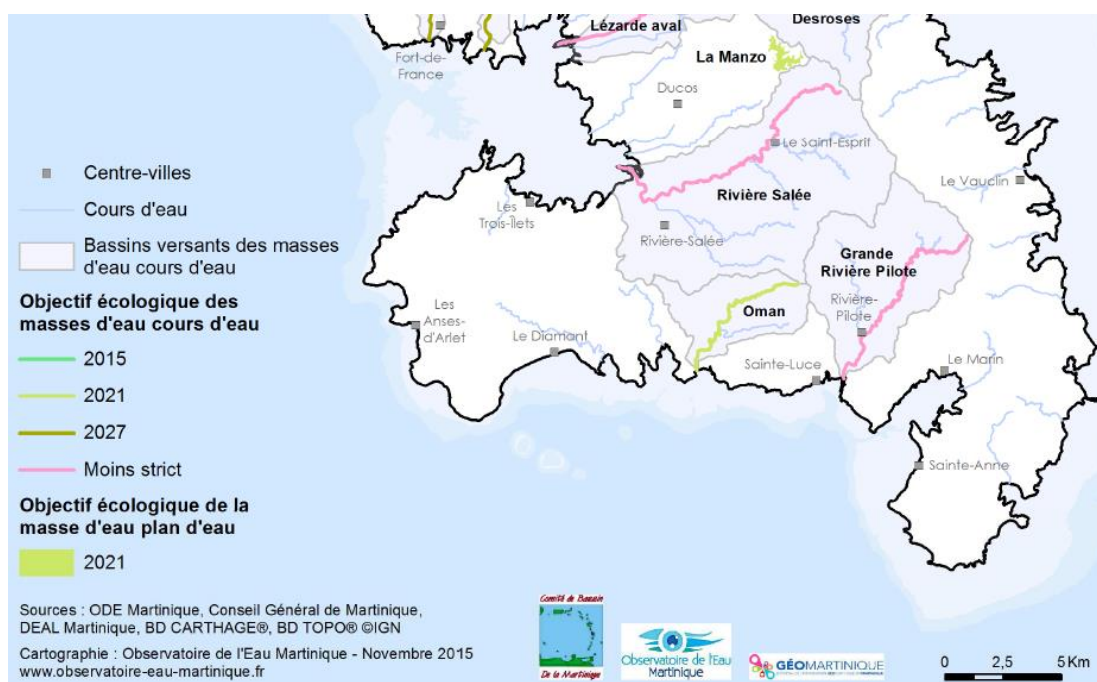 Lézarde aval
Desroses
Fort-de-
France
La Manzo
Ducos
Le Saint-Esprit
Le Vauclin
Rivière Salée
Les
Trois-Îlets
Rivière-Salée
Grande
Rivière Pilote
Les
Anses-
d'Arlet
Le Diamant
Oman
Rivière-
Pilote
Sainte-Luce
Le Marin
Sainte-Anne
Centre-villes
Cours d'eau
Bassins versants des masses
d'eau cours d'eau
Objectif écologique des
masses d'eau cours d'eau
2015
2021
2027
Moins strict
Objectif écologique de la
masse d'eau plan d'eau
2021
Sources : ODE Martinique, Conseil Général de Martinique,
DEAL Martinique, BD CARTHAGE®, BD TOPO® ©IGN
Cartographie : Observatoire de l'Eau Martinique - Novembre 2015
www.observatoire-eau-martinique.fr
Comité de Bassin
De la Martinique
Observatoire de l'Eau
Martinique
GÉOMARTINIQUE
0 2,5 5 Km